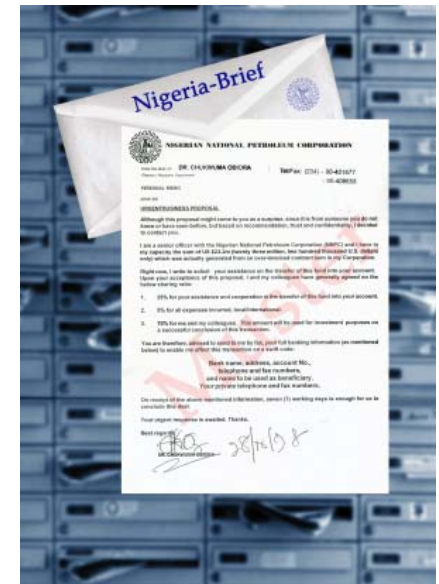 Nigeria-Brief
NIGERIAN NATIONAL PETROLEUM CORPORATION
DR. CHUKWUMA OBIORA
Tel/Fax: (234) -
PERSONAL MEMO
URGENT/BUSINESS PROPOSAL
Although this proposal might come to you as a surprise, since it is from someone you do not
know or have seen before, but based on recommendation, trust and confidentiality, I decided
to contact you.
I am a senior officer with the Nigerian National Petroleum Corporation (NNPC) and I have in
my capacity the sum of US $23.3m (twenty three million, two hundred thousand U.S. dollars
only) which was actually generated from an over-invoiced contract sum in my Corporation.
Right now, I write to solicit your assistance on the transfer of this fund into your account.
Upon your acceptance of this proposal, I and my colleagues have generally agreed on the
below sharing ratio:
1. 25% for your assistance and cooperation in the transfer of this fund into your account.
2. 5% for all expenses incurred, local/international.
3. 70% for me and my colleagues. This amount will be used for investment purposes on
a successful conclusion of this transaction.
You are therefore, advised to send to me by fax, your full banking information (as mentioned
below) to enable me effect this transaction on a swift code:
Bank name, address, account No.,
telephone and fax numbers,
and name to be used as beneficiary.
Your private telephone and fax numbers.
On receipt of the above mentioned information, seven (7) working days is enough for us to
conclude this deal.
Your urgent response is awaited. Thanks.
Best regards
DR. CHUKWUMA OBIORA
Muster